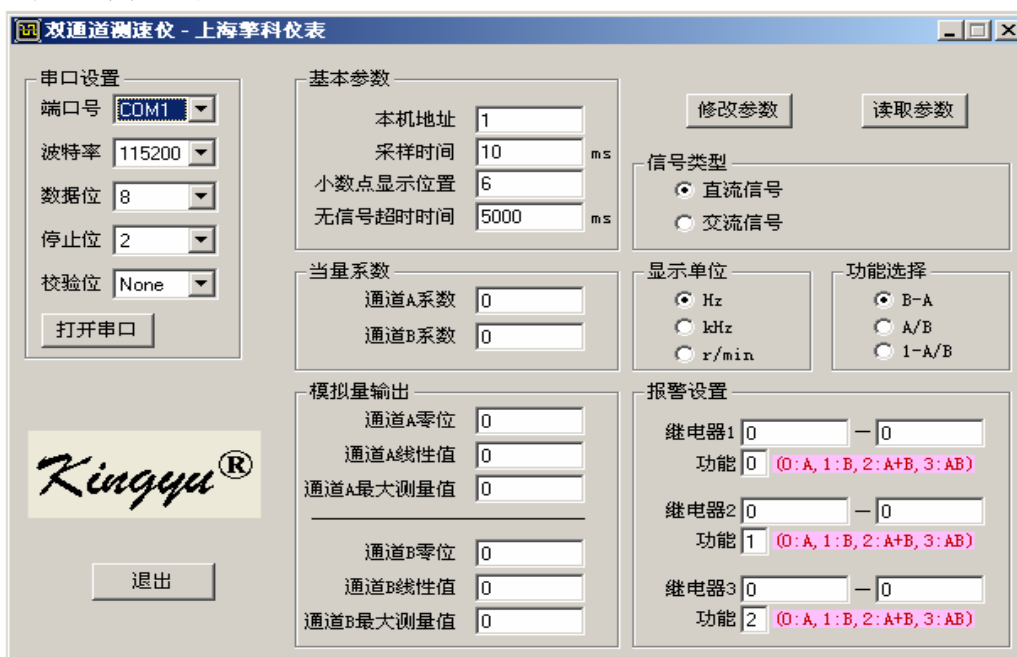 双通道测速仪 - 上海擎科仪表
串口设置
端口号 COM1
波特率 115200
数据位 8
停止位 2
校验位 None
打开串口
Kingyu®
退出
基本参数
本机地址 1
采样时间 10 ms
小数点显示位置 6
无信号超时时间 5000 ms
当量系数
通道A系数 0
通道B系数 0
模拟量输出
通道A零位 0
通道A线性值 0
通道A最大测量值 0
通道B零位 0
通道B线性值 0
通道B最大测量值 0
修改参数 读取参数
信号类型
直流信号
交流信号
显示单位
Hz
kHz
r/min
功能选择
B-A
A/B
1-A/B
报警设置
继电器1 0 — 0
功能 0 (0:A,1:B,2:A+B,3:AB)
继电器2 0 — 0
功能 1 (0:A,1:B,2:A+B,3:AB)
继电器3 0 — 0
功能 2 (0:A,1:B,2:A+B,3:AB)